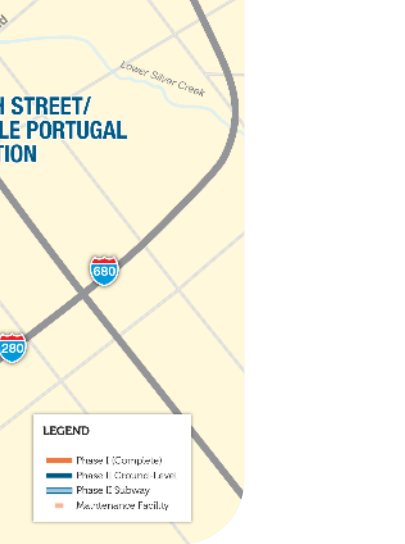 d
Lower Silver Creek
H STREET/
LE PORTUGAL
TION
680
280
LEGEND
Phase I (Complete)
Phase II Ground-Level
Phase II Subway
Maintenance Facility